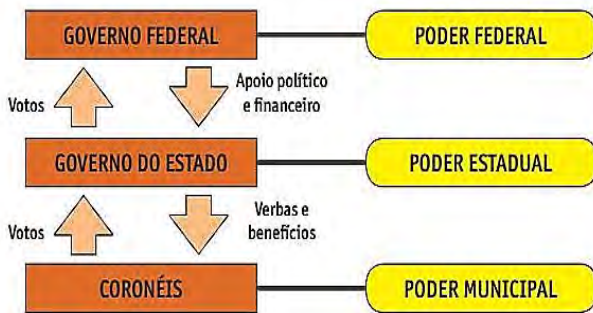 GOVERNO FEDERAL
PODER FEDERAL
Votos
Apoio político
e financeiro
GOVERNO DO ESTADO
PODER ESTADUAL
Votos
Verbas e
benefícios
CORONÉIS
PODER MUNICIPAL